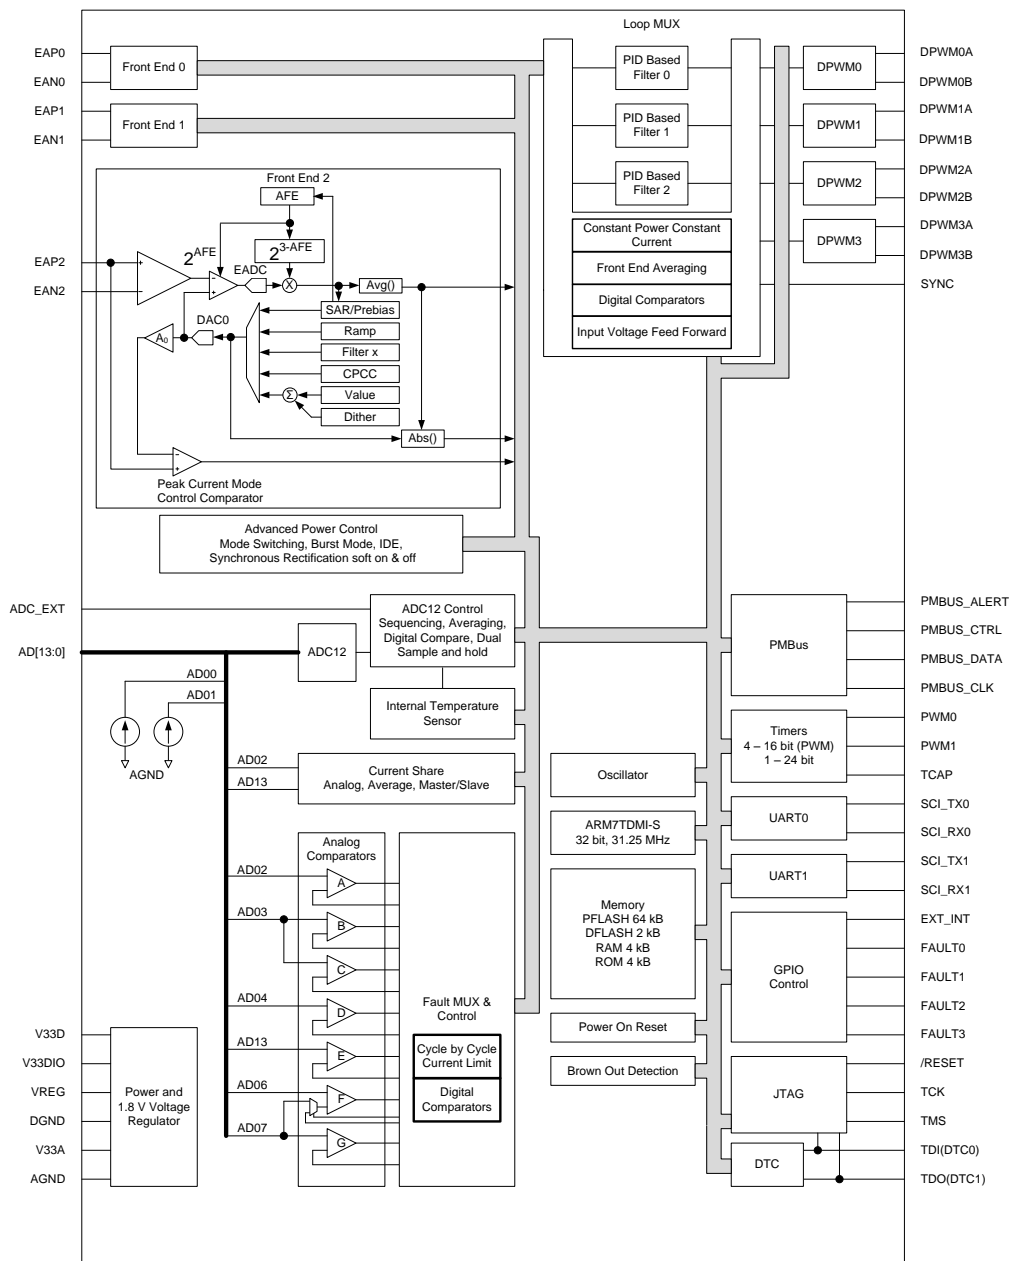 Loop MUX
EAP0
EAN0
EAP1
EAN1
Front End 0
Front End 1
PID Based
Filter 0
PID Based
Filter 1
PID Based
Filter 2
DPWM0
DPWM1
DPWM2
DPWM3
DPWM0A
DPWM0B
DPWM1A
DPWM1B
DPWM2A
DPWM2B
DPWM3A
DPWM3B
SYNC
Constant Power Constant
Current
Front End Averaging
Digital Comparators
Input Voltage Feed Forward
Front End 2
AFE
2^AFE
2^3-AFE
EAP2
EAN2
+
−
−
+
EADC
X
Avg()
DAC0
A0
SAR/Prebias
Ramp
Filter x
CPCC
Σ
Value
Dither
Abs()
−
+
Peak Current Mode
Control Comparator
Advanced Power Control
Mode Switching, Burst Mode, IDE,
Synchronous Rectification soft on & off
ADC_EXT
AD[13:0]
ADC12
ADC12 Control
Sequencing, Averaging,
Digital Compare, Dual
Sample and hold
AD00
AD01
AGND
Internal Temperature
Sensor
AD02
AD13
Current Share
Analog, Average, Master/Slave
Analog
Comparators
AD02
A
AD03
B
C
AD04
D
AD13
E
AD06
F
AD07
G
Fault MUX &
Control
Cycle by Cycle
Current Limit
Digital
Comparators
V33D
V33DIO
VREG
DGND
V33A
AGND
Power and
1.8 V Voltage
Regulator
Oscillator
ARM7TDMI-S
32 bit, 31.25 MHz
Memory
PFLASH 64 kB
DFLASH 2 kB
RAM 4 kB
ROM 4 kB
Power On Reset
Brown Out Detection
PMBus
PMBUS_ALERT
PMBUS_CTRL
PMBUS_DATA
PMBUS_CLK
Timers
4 – 16 bit (PWM)
1 – 24 bit
PWM0
PWM1
TCAP
UART0
SCI_TX0
SCI_RX0
UART1
SCI_TX1
SCI_RX1
GPIO
Control
EXT_INT
FAULT0
FAULT1
FAULT2
FAULT3
JTAG
/RESET
TCK
TMS
DTC
TDI(DTC0)
TDO(DTC1)